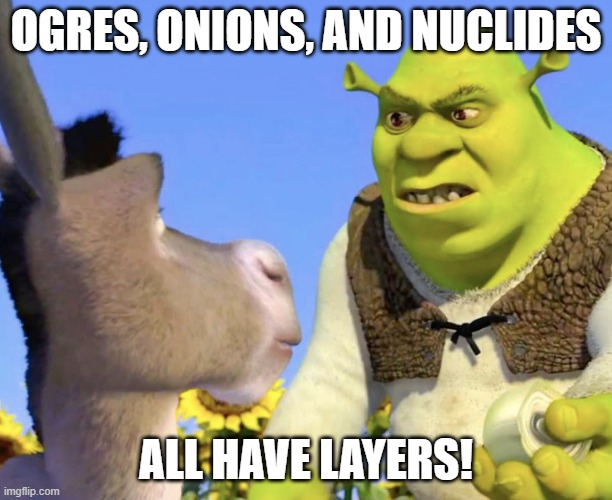 OGRES, ONIONS, AND NUCLIDES
ALL HAVE LAYERS!
imgflip.com